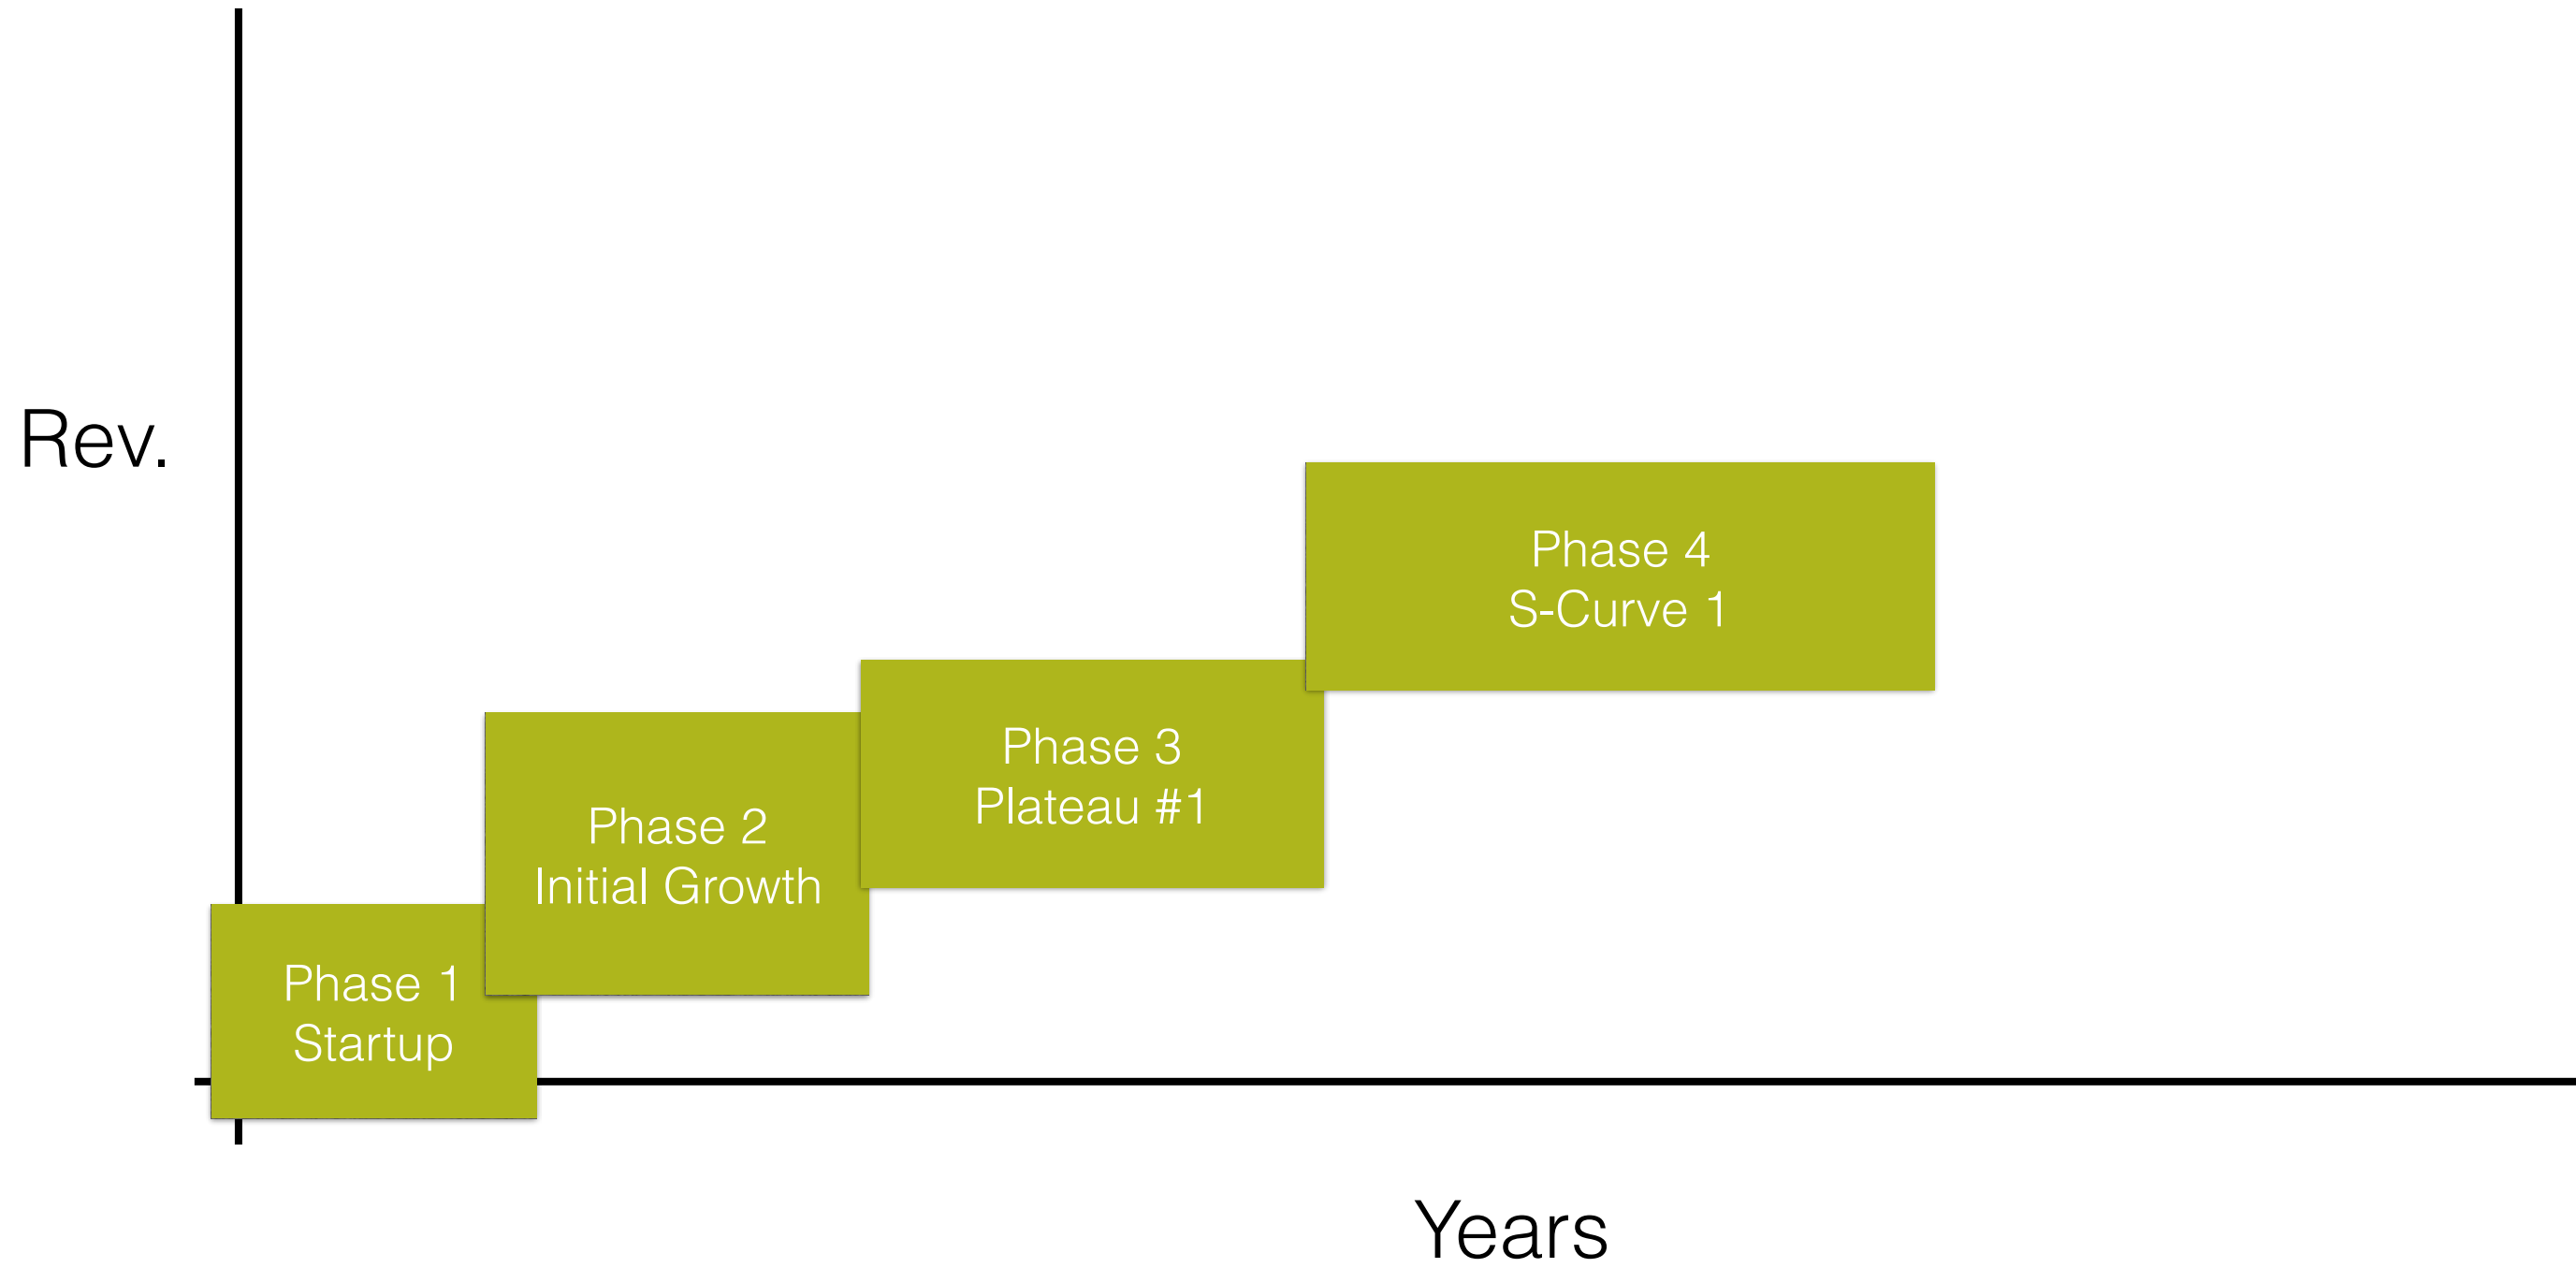 Rev.
Phase 4
S-Curve 1
Phase 3
Plateau #1
Phase 2
Initial Growth
Phase 1
Startup
Years